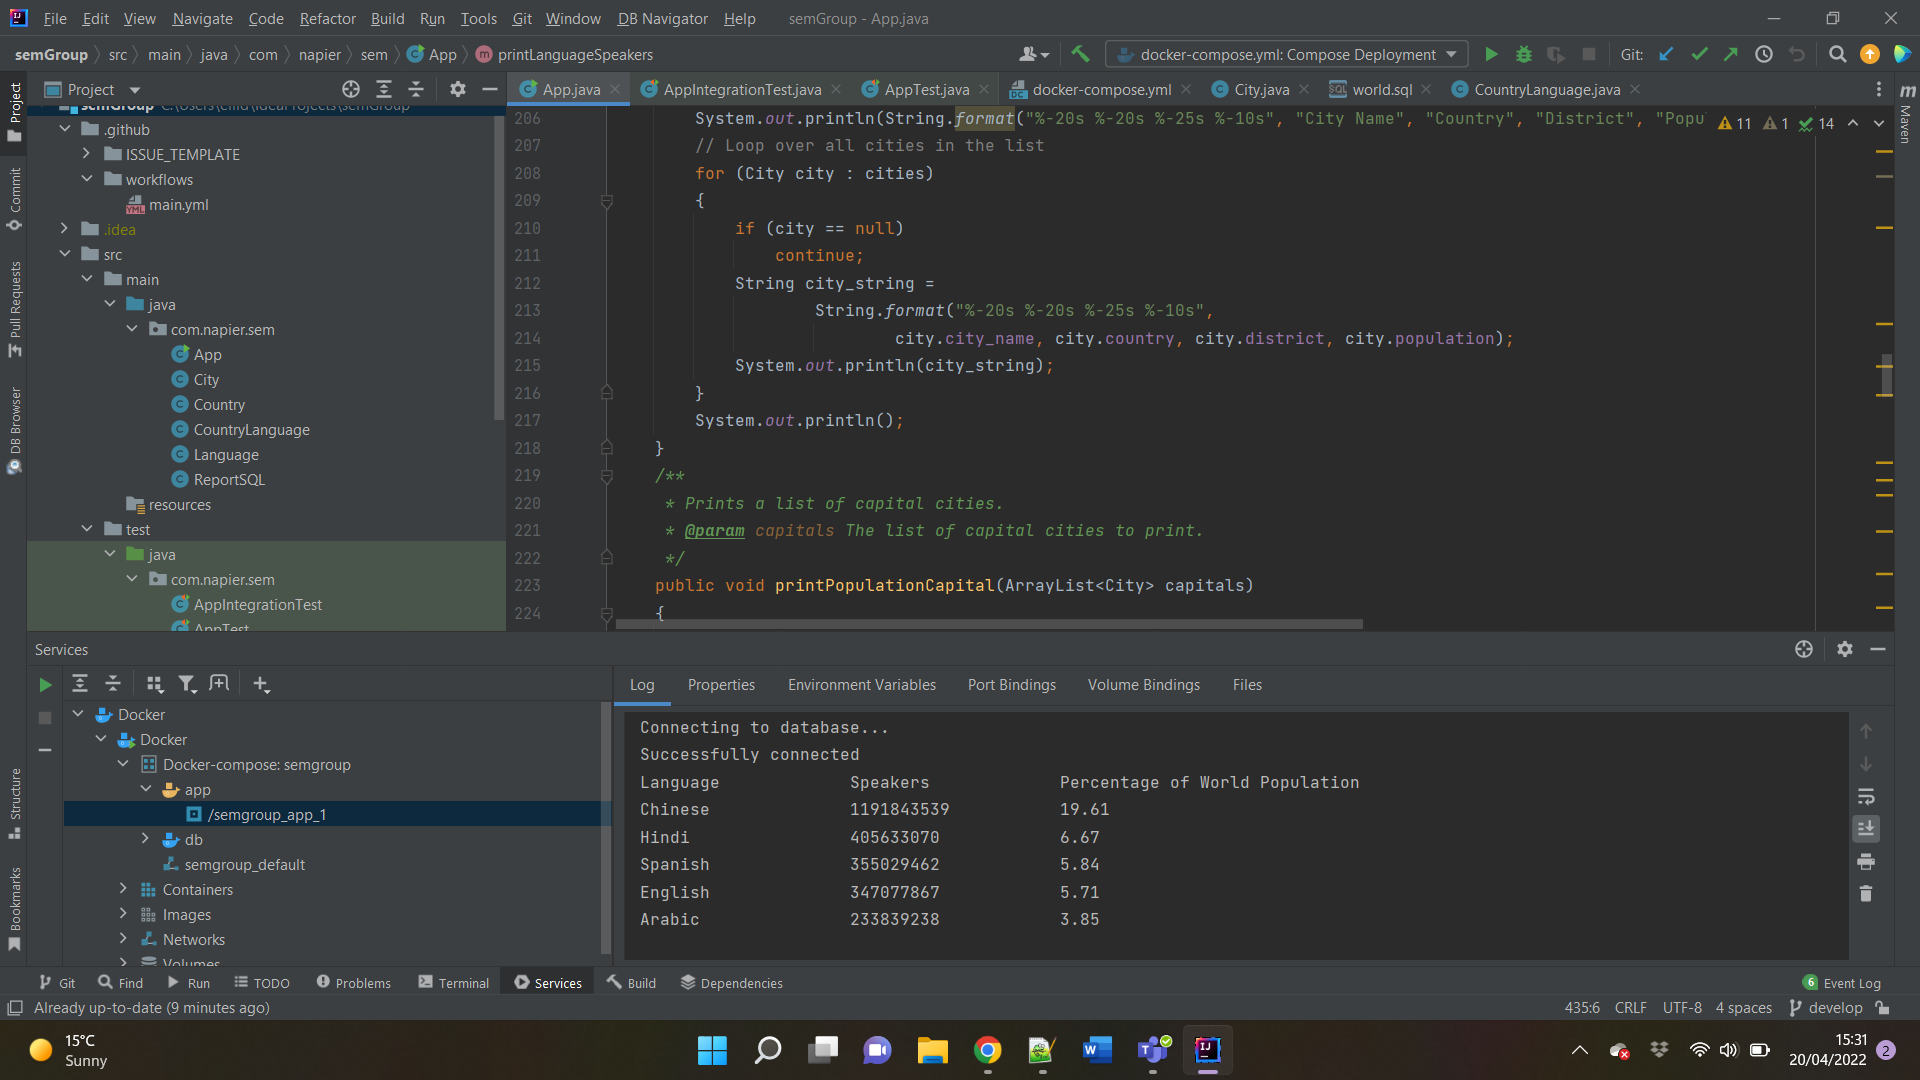 File Edit View Navigate Code Refactor Build Run Tools Git Window DB Navigator Help semGroup - App.java
semGroup src main java com napier sem App printLanguageSpeakers
docker-compose.yml: Compose Deployment Git:
Project
App.java AppIntegrationTest.java AppTest.java docker-compose.yml City.java world.sql CountryLanguage.java
Project
Commit
Pull Requests
DB Browser
Structure
Bookmarks
Maven
.github
ISSUE_TEMPLATE
workflows
main.yml
.idea
src
main
java
com.napier.sem
App
City
Country
CountryLanguage
Language
ReportSQL
resources
test
java
com.napier.sem
AppIntegrationTest
AppTest
206 System.out.println(String.format("%-20s %-20s %-25s %-10s", "City Name", "Country", "District", "Popu
11 1 14
207 // Loop over all cities in the list
208 for (City city : cities)
209 {
210 if (city == null)
211 continue;
212 String city_string =
213 String.format("%-20s %-20s %-25s %-10s",
214 city.city_name, city.country, city.district, city.population);
215 System.out.println(city_string);
216 }
217 System.out.println();
218 }
219 /**
220 * Prints a list of capital cities.
221 * @param capitals The list of capital cities to print.
222 */
223 public void printPopulationCapital(ArrayList<City> capitals)
224 {
Services
Docker
Docker
Docker-compose: semgroup
app
/semgroup_app_1
db
semgroup_default
Containers
Images
Networks
Volumes
Log Properties Environment Variables Port Bindings Volume Bindings Files
Connecting to database...
Successfully connected
Language Speakers Percentage of World Population
Chinese 1191843539 19.61
Hindi 405633070 6.67
Spanish 355029462 5.84
English 347077867 5.71
Arabic 233839238 3.85
Git Find Run TODO Problems Terminal Services Build Dependencies 6 Event Log
Already up-to-date (9 minutes ago) 435:6 CRLF UTF-8 4 spaces develop
15°C
Sunny
15:31
20/04/2022 2